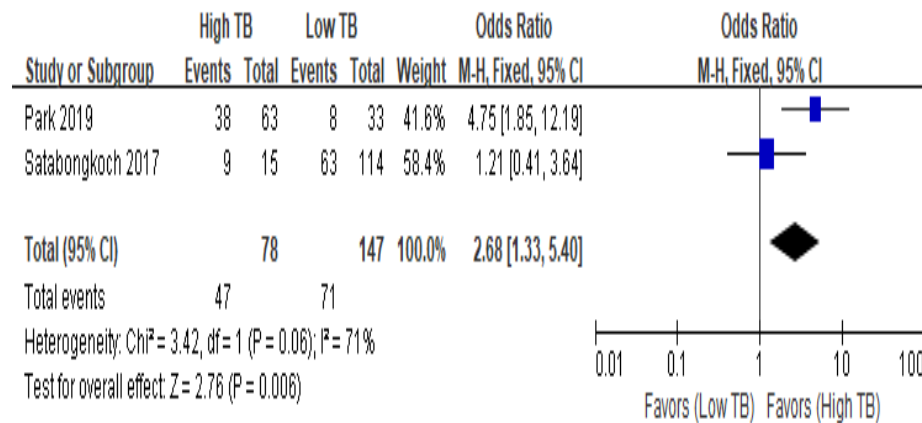 High TB Low TB Odds Ratio Odds Ratio
Study or Subgroup Events Total Events Total Weight M-H, Fixed, 95% CI M-H, Fixed, 95% CI
Park 2019 38 63 8 33 41.6% 4.75 [1.85, 12.19]
Satabongkoch 2017 9 15 63 114 58.4% 1.21 [0.41, 3.64]
Total (95% CI) 78 147 100.0% 2.68 [1.33, 5.40]
Total events 47 71
Heterogeneity: Chi² = 3.42, df = 1 (P = 0.06); I² = 71%
Test for overall effect: Z = 2.76 (P = 0.006)
0.01 0.1 1 10 100
Favors (Low TB) Favors (High TB)